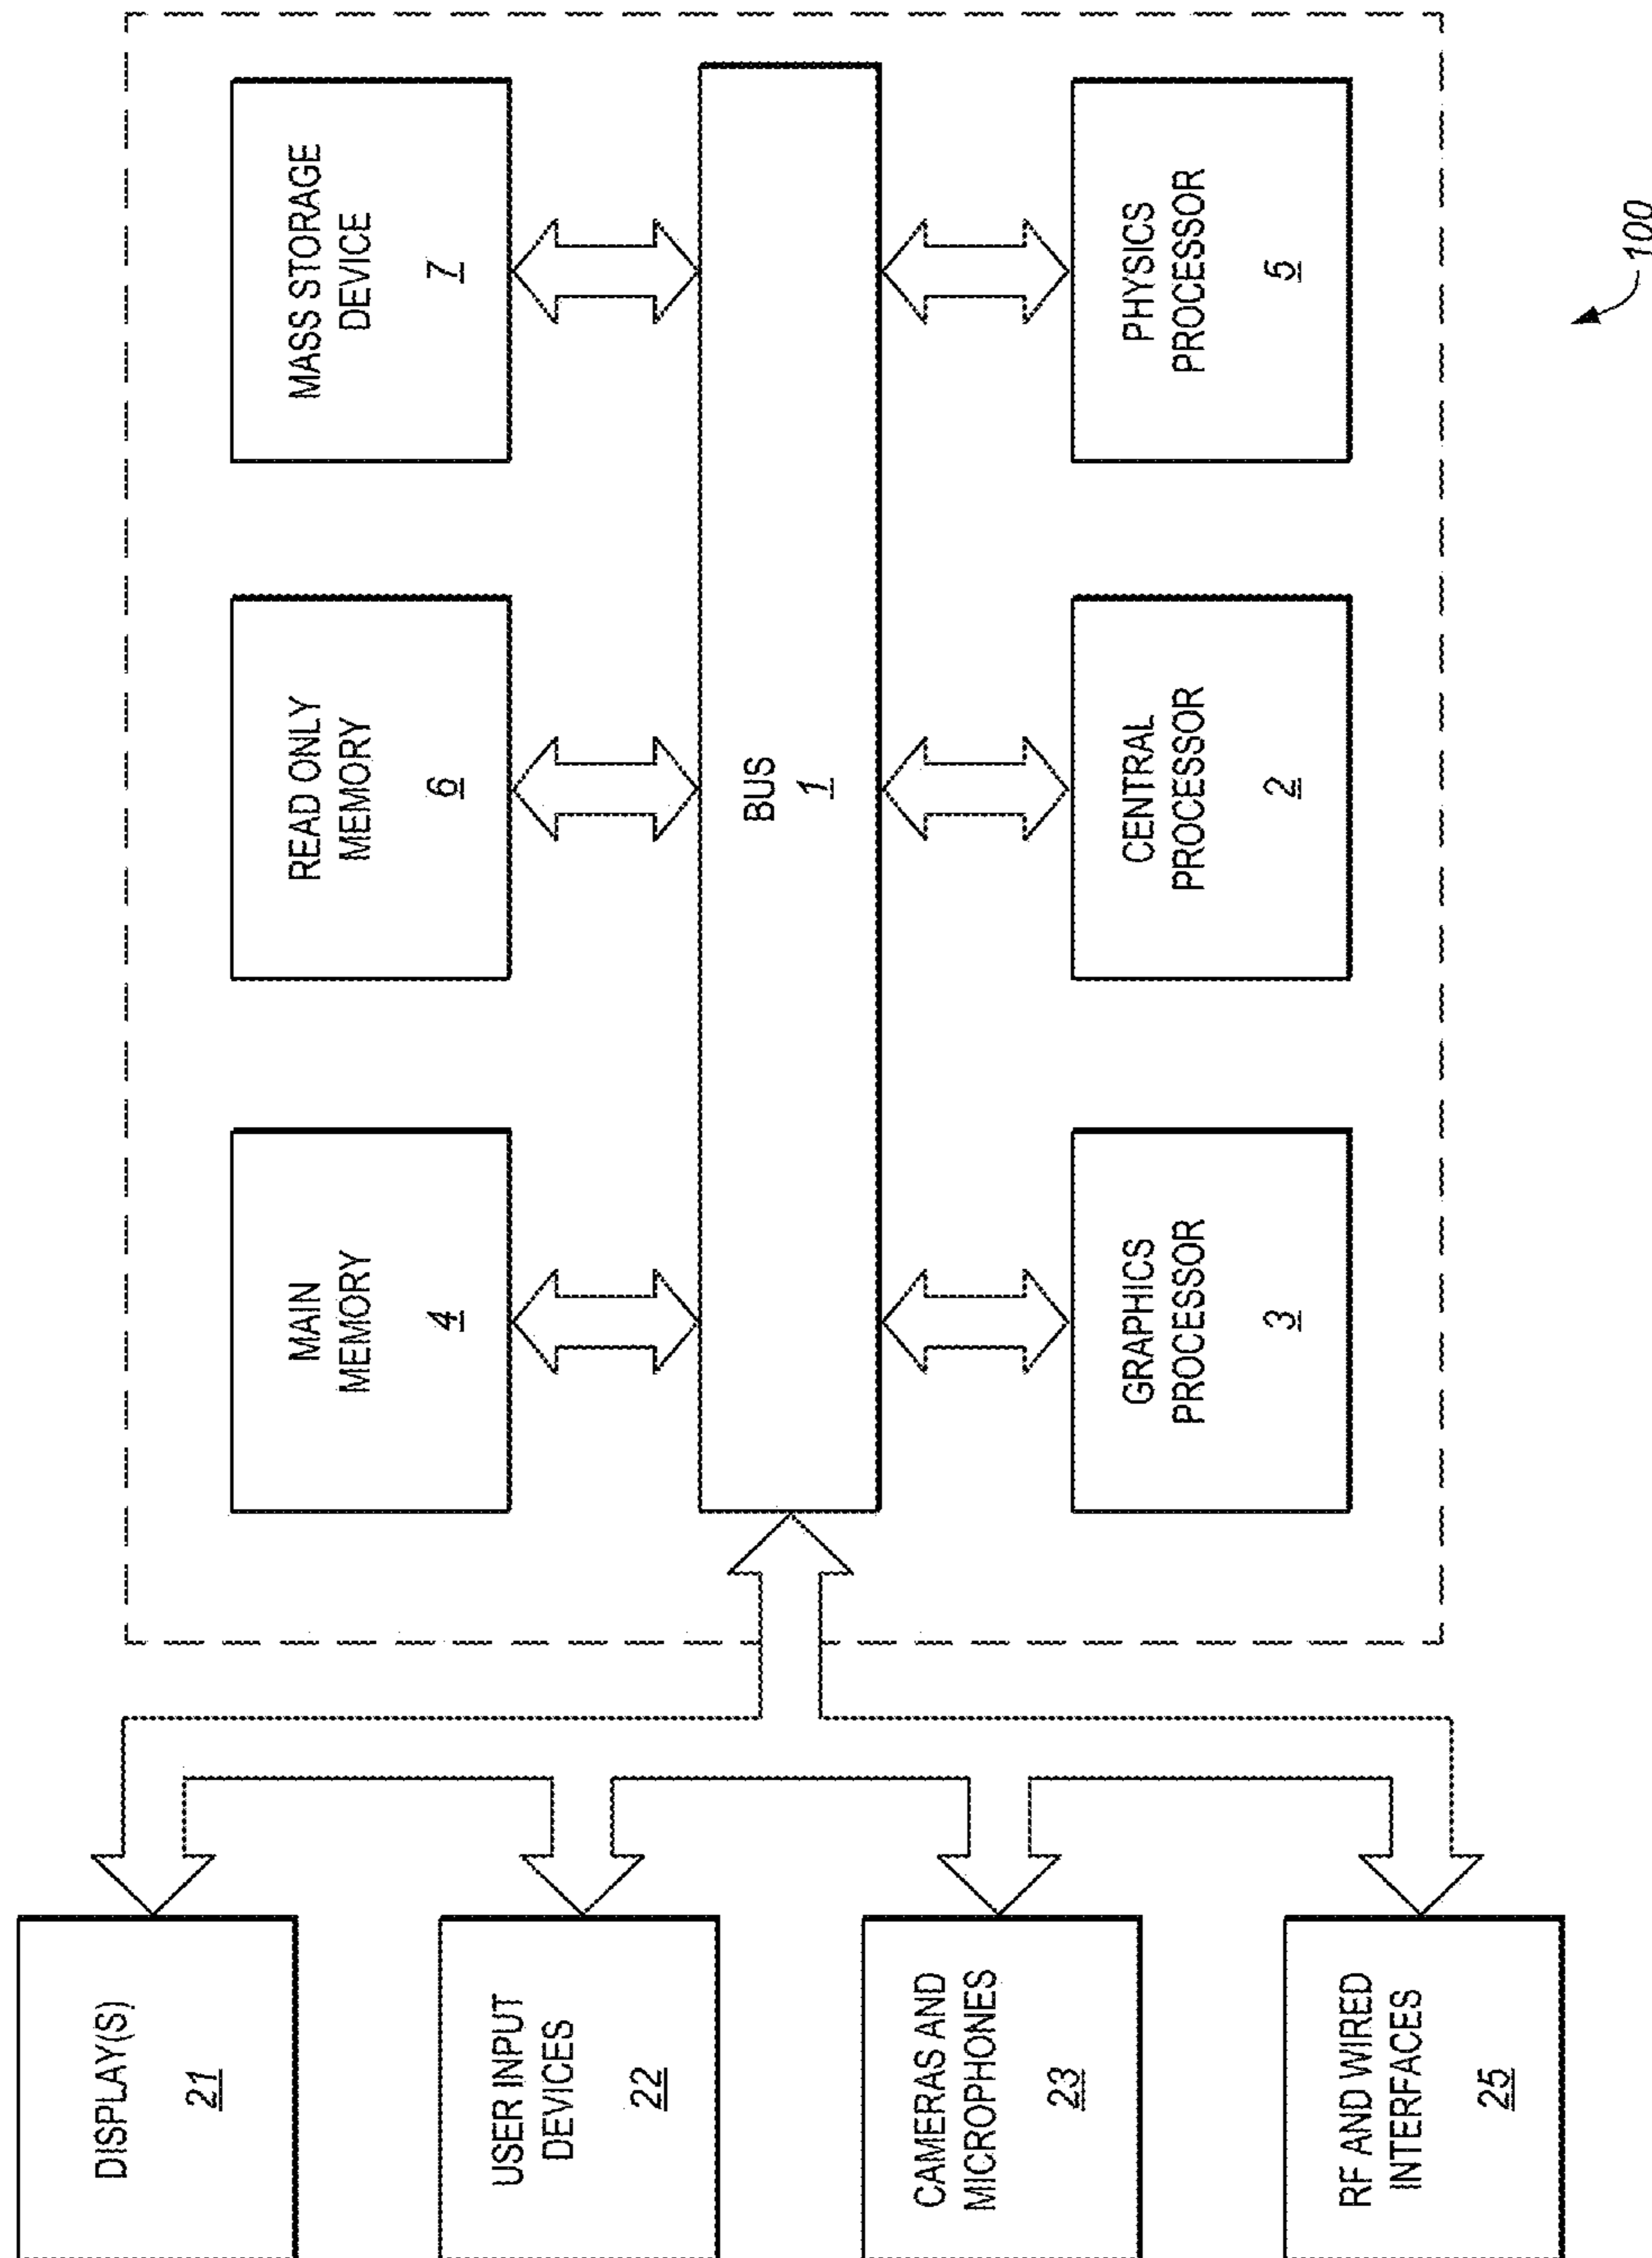 DISPLAY(S)
21
USER INPUT
DEVICES
22
CAMERAS AND
MICROPHONES
23
RF AND WIRED
INTERFACES
25
MAIN
MEMORY
4
READ ONLY
MEMORY
6
MASS STORAGE
DEVICE
7
BUS
1
GRAPHICS
PROCESSOR
3
CENTRAL
PROCESSOR
2
PHYSICS
PROCESSOR
5
100